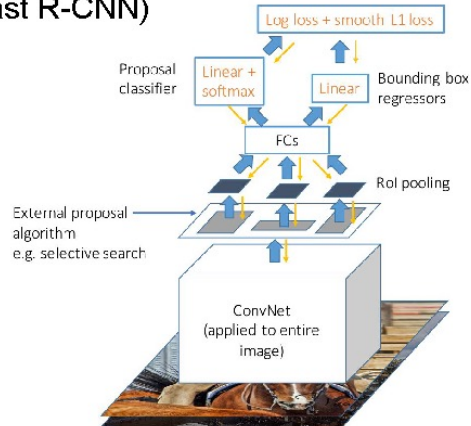 ast R-CNN)
Log loss + smooth L1 loss
Proposal
classifier
Linear +
softmax
Linear
Bounding box
regressors
FCs
RoI pooling
External proposal
algorithm
e.g. selective search
ConvNet
(applied to entire
image)